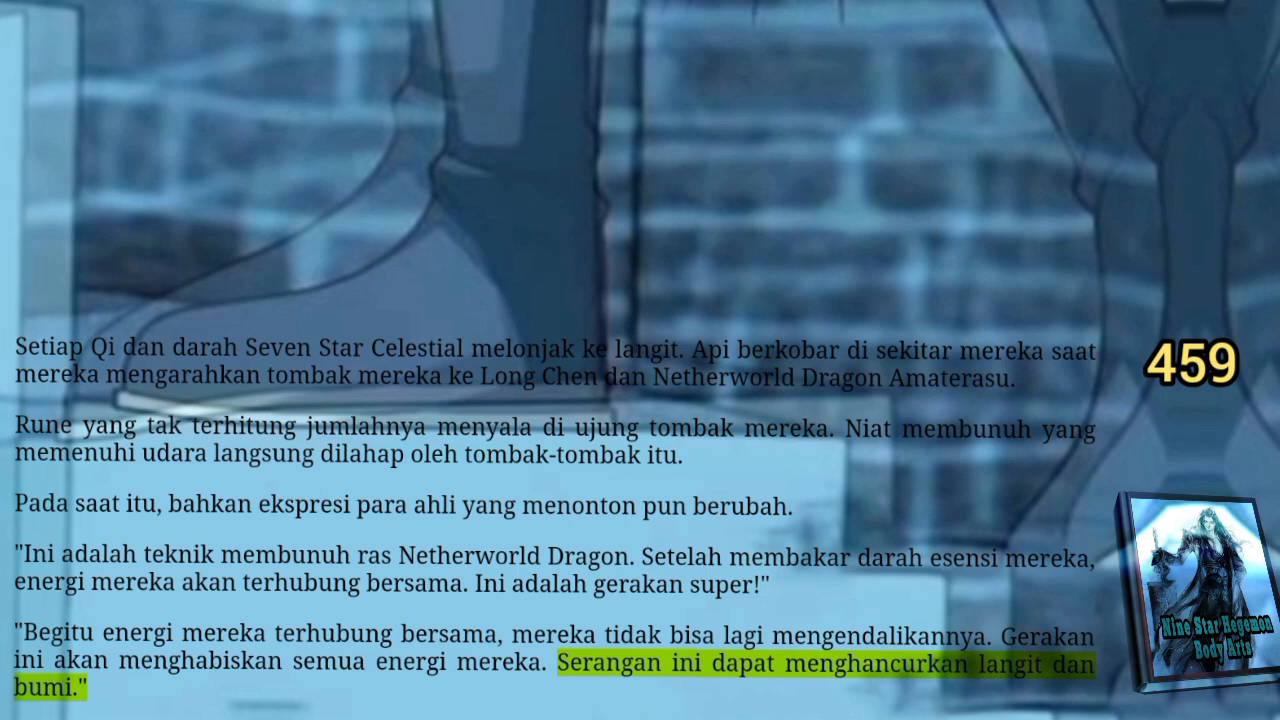 Setiap Qi dan darah Seven Star Celestial melonjak ke langit. Api berkobar di sekitar mereka saat
mereka mengarahkan tombak mereka ke Long Chen dan Netherworld Dragon Amaterasu.
Rune yang tak terhitung jumlahnya menyala di ujung tombak mereka. Niat membunuh yang
memenuhi udara langsung dilahap oleh tombak-tombak itu.
Pada saat itu, bahkan ekspresi para ahli yang menonton pun berubah.
"Ini adalah teknik membunuh ras Netherworld Dragon. Setelah membakar darah esensi mereka,
energi mereka akan terhubung bersama. Ini adalah gerakan super!"
"Begitu energi mereka terhubung bersama, mereka tidak bisa lagi mengendalikannya. Gerakan
ini akan menghabiskan semua energi mereka. Serangan ini dapat menghancurkan langit dan
bumi."
459
Nine Star Hegemon
Body Arts